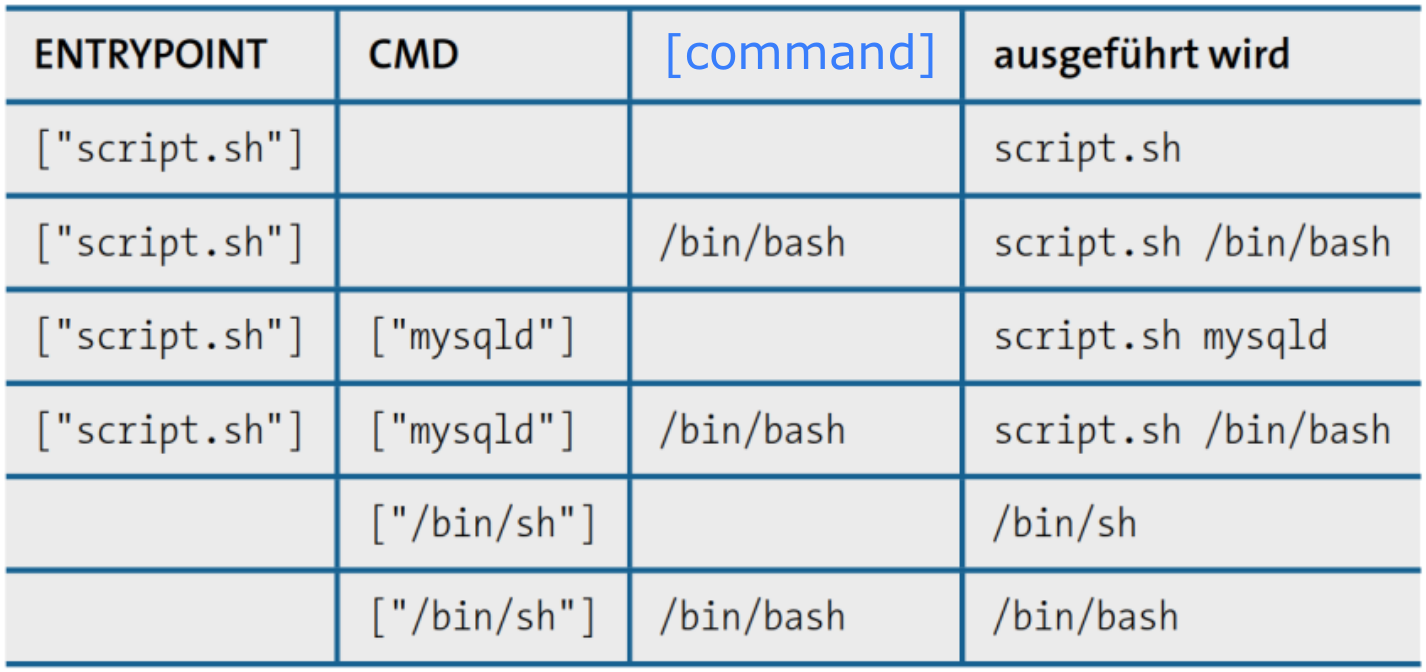 ENTRYPOINT CMD [command] ausgeführt wird
["script.sh"] script.sh
["script.sh"] /bin/bash script.sh /bin/bash
["script.sh"] ["mysqld"] script.sh mysqld
["script.sh"] ["mysqld"] /bin/bash script.sh /bin/bash
["/bin/sh"] /bin/sh
["/bin/sh"] /bin/bash /bin/bash